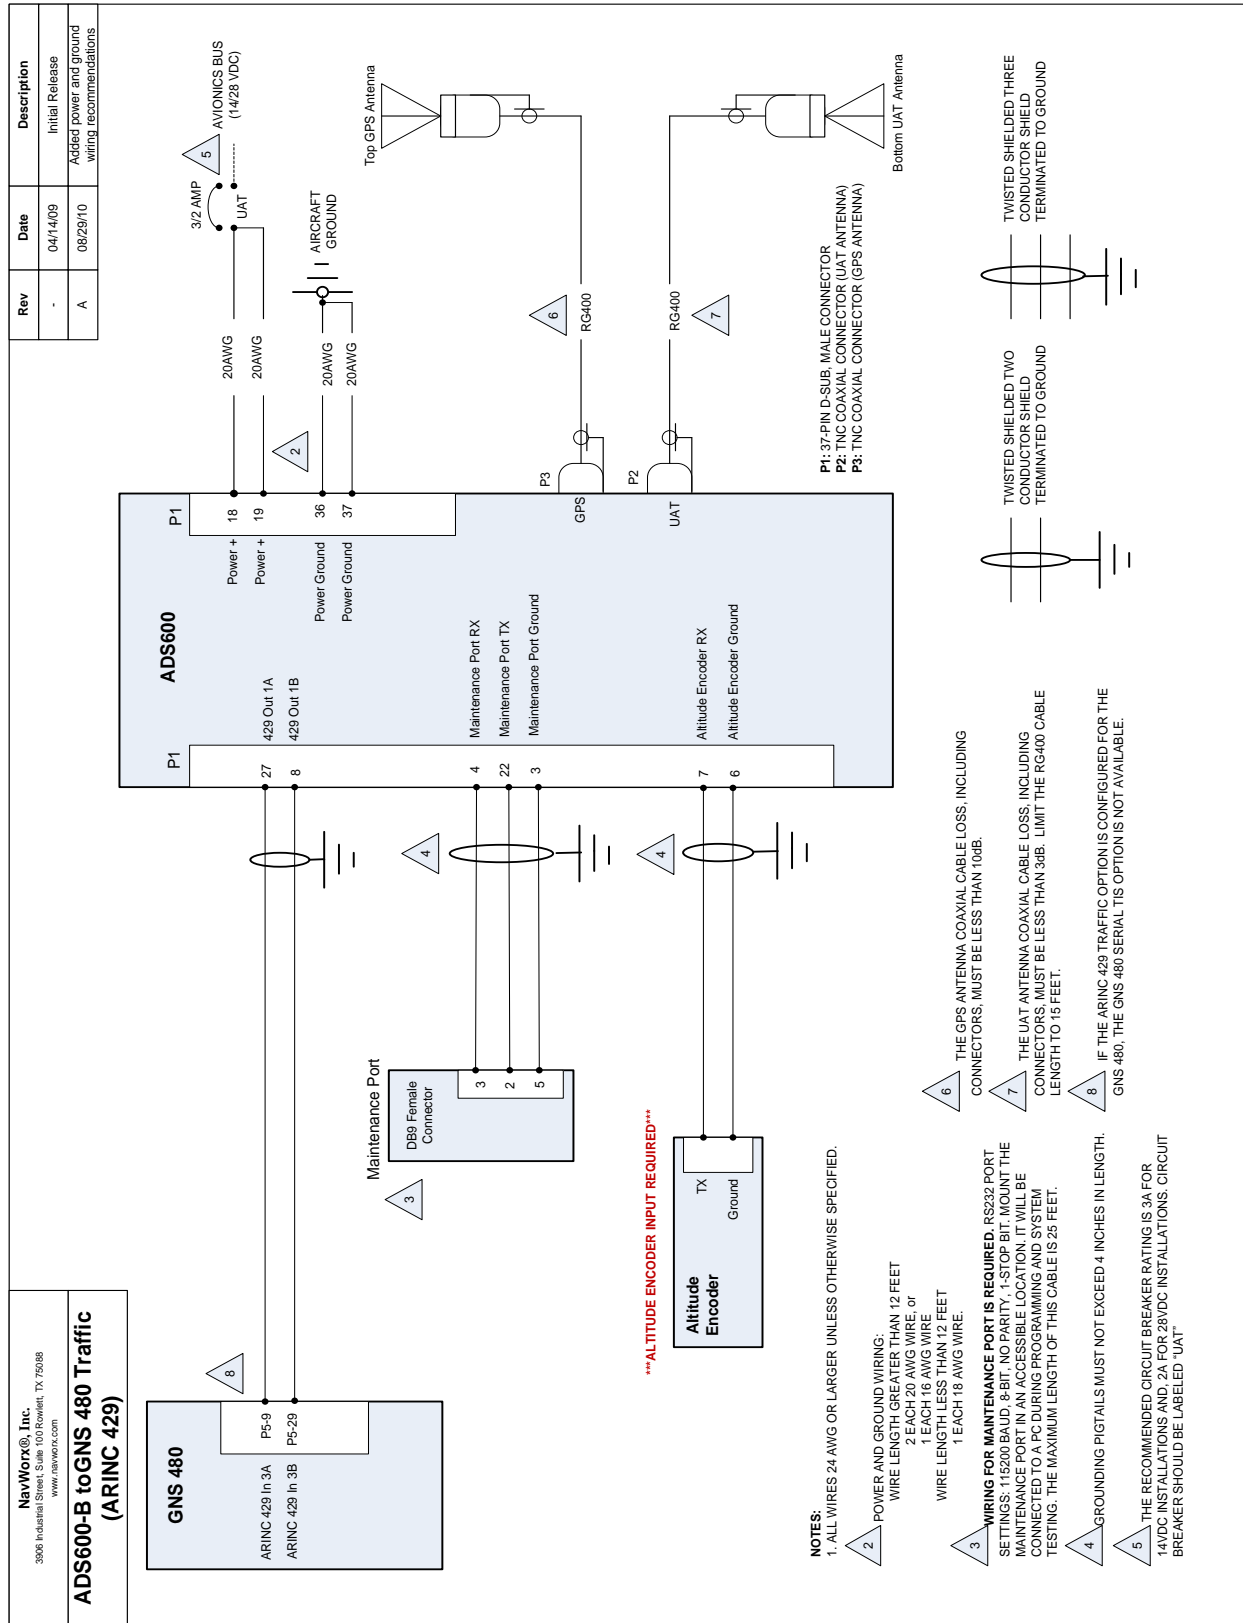 NavWorx®, Inc.
3906 Industrial Street, Suite 100 Rowlett, TX 75088
www.navworx.com
ADS600-B toGNS 480 Traffic
(ARINC 429)
Rev
Date
Description
-
04/14/09
Initial Release
A
08/29/10
Added power and ground
wiring recommendations
GNS 480
ARINC 429 In 3A
P5-9
ARINC 429 In 3B
P5-29
8
Maintenance Port
DB9 Female
Connector
3
2
5
3
***ALTITUDE ENCODER INPUT REQUIRED***
Altitude
Encoder
TX
Ground
4
4
ADS600
P1
27
429 Out 1A
8
429 Out 1B
4
Maintenance Port RX
22
Maintenance Port TX
3
Maintenance Port Ground
7
Altitude Encoder RX
6
Altitude Encoder Ground
P1
Power +
18
Power +
19
Power Ground
36
Power Ground
37
P3
GPS
P2
UAT
2
20AWG
20AWG
20AWG
20AWG
3/2 AMP
UAT
5
AVIONICS BUS
(14/28 VDC)
AIRCRAFT
GROUND
6
RG400
Top GPS Antenna
RG400
7
Bottom UAT Antenna
P1: 37-PIN D-SUB, MALE CONNECTOR
P2: TNC COAXIAL CONNECTOR (UAT ANTENNA)
P3: TNC COAXIAL CONNECTOR (GPS ANTENNA)
NOTES:
1. ALL WIRES 24 AWG OR LARGER UNLESS OTHERWISE SPECIFIED.
2
POWER AND GROUND WIRING:
WIRE LENGTH GREATER THAN 12 FEET
2 EACH 20 AWG WIRE, or
1 EACH 16 AWG WIRE
WIRE LENGTH LESS THAN 12 FEET
1 EACH 18 AWG WIRE.
3
WIRING FOR MAINTENANCE PORT IS REQUIRED. RS232 PORT
SETTINGS: 115200 BAUD, 8-BIT, NO PARITY, 1-STOP BIT. MOUNT THE
MAINTENANCE PORT IN AN ACCESSIBLE LOCATION. IT WILL BE
CONNECTED TO A PC DURING PROGRAMMING AND SYSTEM
TESTING. THE MAXIMUM LENGTH OF THIS CABLE IS 25 FEET.
4
GROUNDING PIGTAILS MUST NOT EXCEED 4 INCHES IN LENGTH.
5
THE RECOMMENDED CIRCUIT BREAKER RATING IS 3A FOR
14VDC INSTALLATIONS AND, 2A FOR 28VDC INSTALLATIONS. CIRCUIT
BREAKER SHOULD BE LABELED “UAT”
6
THE GPS ANTENNA COAXIAL CABLE LOSS, INCLUDING
CONNECTORS, MUST BE LESS THAN 10dB.
7
THE UAT ANTENNA COAXIAL CABLE LOSS, INCLUDING
CONNECTORS, MUST BE LESS THAN 3dB. LIMIT THE RG400 CABLE
LENGTH TO 15 FEET.
8
IF THE ARINC 429 TRAFFIC OPTION IS CONFIGURED FOR THE
GNS 480, THE GNS 480 SERIAL TIS OPTION IS NOT AVAILABLE.
TWISTED SHIELDED TWO
CONDUCTOR SHIELD
TERMINATED TO GROUND
TWISTED SHIELDED THREE
CONDUCTOR SHIELD
TERMINATED TO GROUND